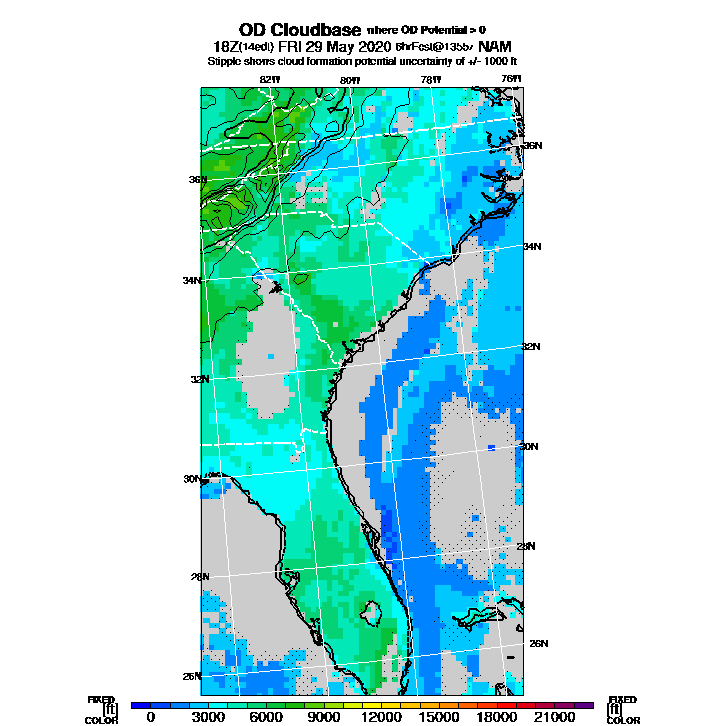 OD Cloudbase where OD Potential > 0
18Z(14edt) FRI 29 May 2020 6hrFcst@1355z NAM
Stipple shows cloud formation potential uncertainty of +/- 1000 ft
82W 80W 78W 76W
36N
36N
34N
34N
32N
32N
30N
30N
28N
28N
26N
26N
FIXED FIXED
[ft] [ft]
COLOR COLOR
0 3000 6000 9000 12000 15000 18000 21000